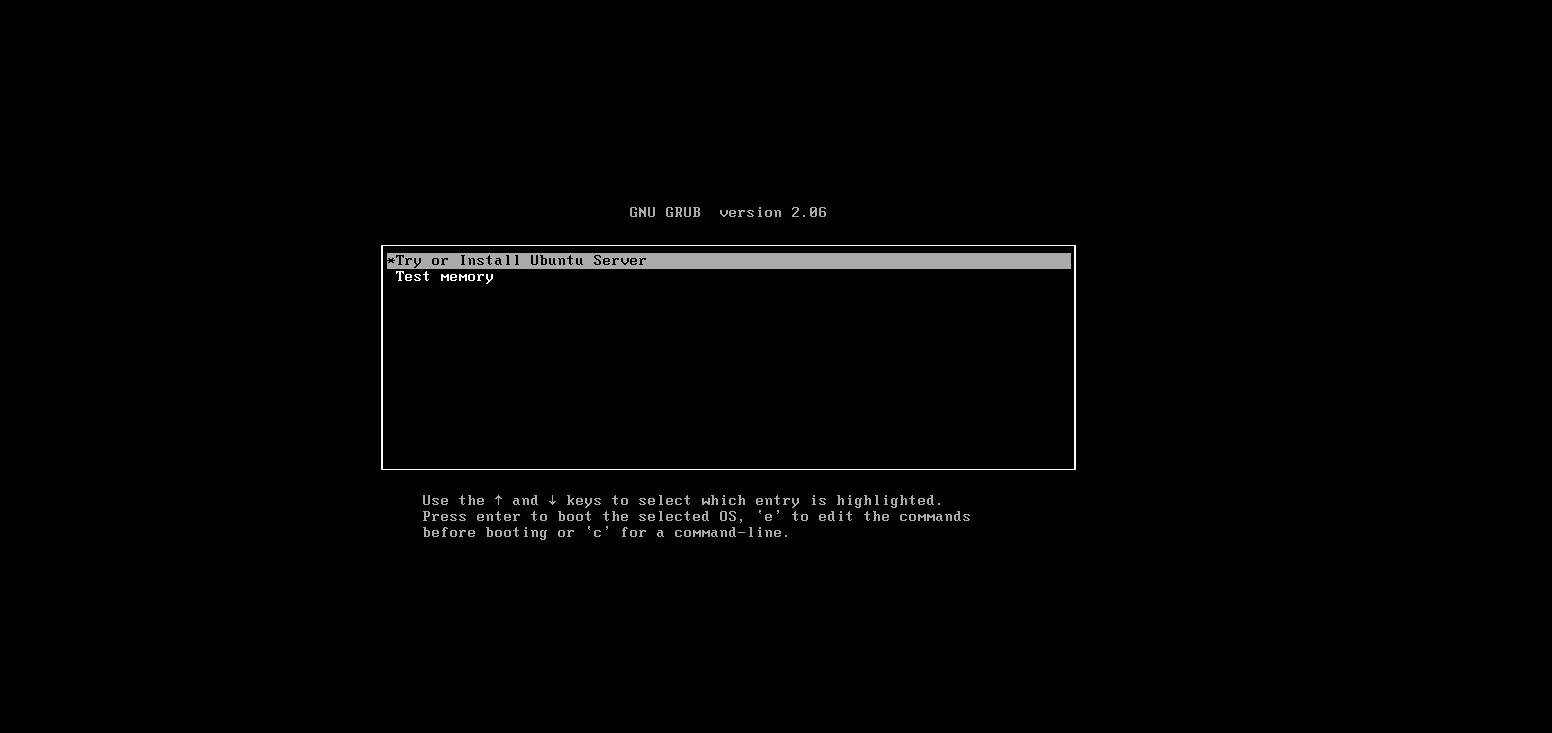 GNU GRUB  version 2.06
*Try or Install Ubuntu Server
Test memory
Use the ↑ and ↓ keys to select which entry is highlighted.
Press enter to boot the selected OS, `e' to edit the commands
before booting or `c' for a command-line.